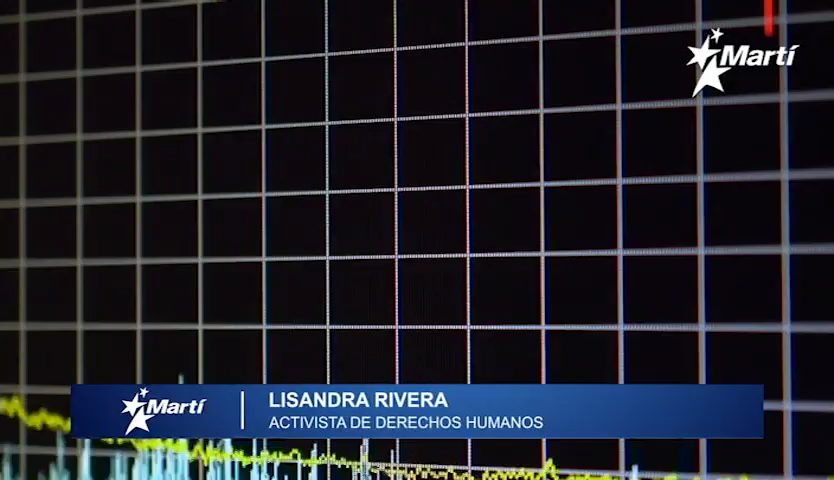 Martí
Martí
LISANDRA RIVERA
ACTIVISTA DE DERECHOS HUMANOS